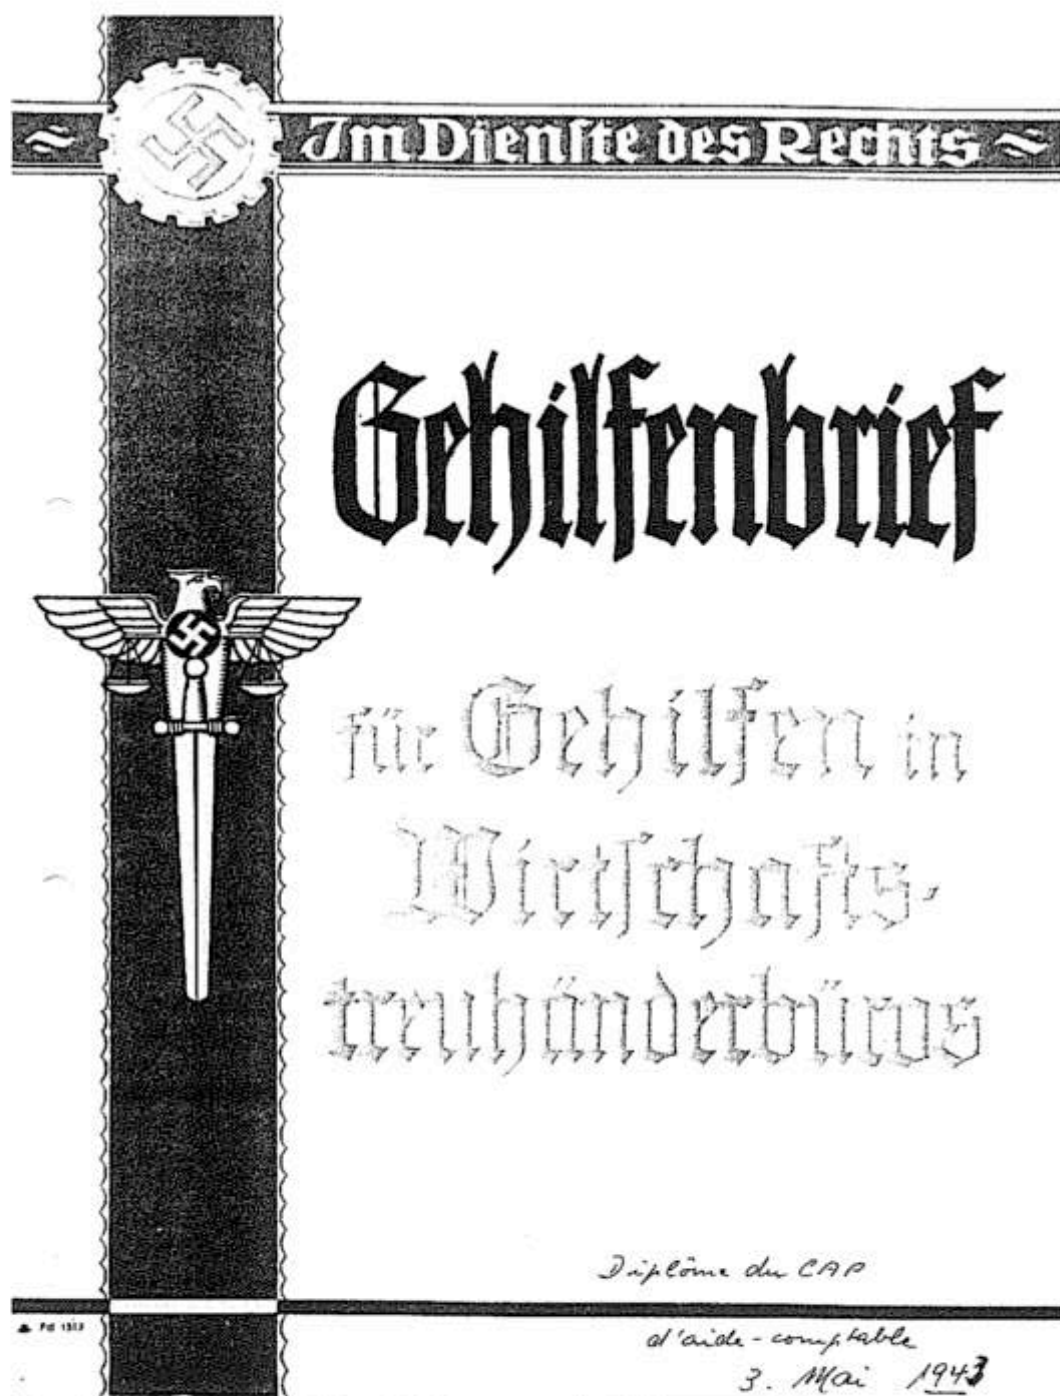 ≈ Im Dienste des Rechts ≈
Gehilfenbrief
für Gehilfen in
Wirtschafts-
treuhänderbüros
Diplôme du CAP
d'aide-comptable
3. Mai 1943